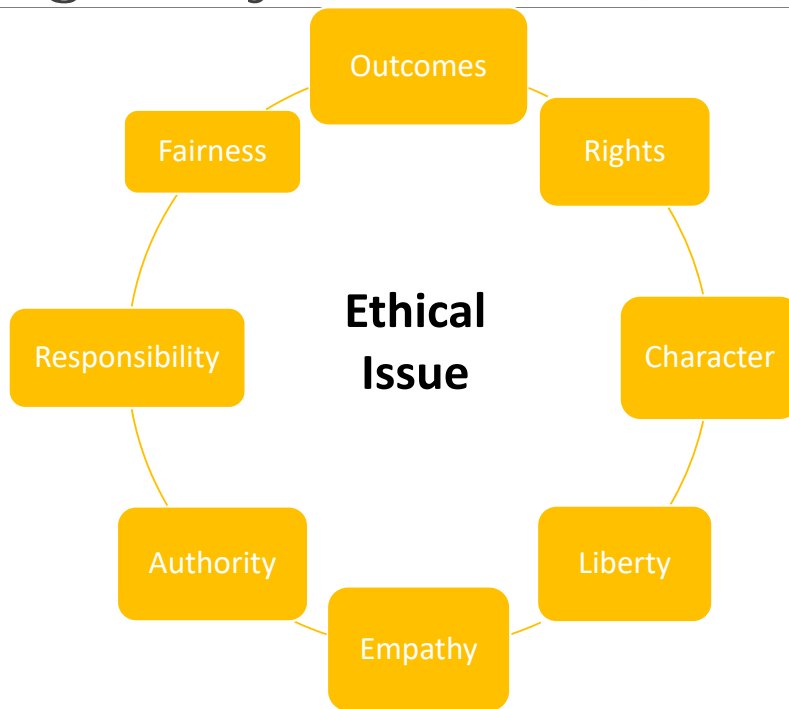 Outcomes
Rights
Character
Liberty
Empathy
Authority
Responsibility
Fairness
Ethical
Issue